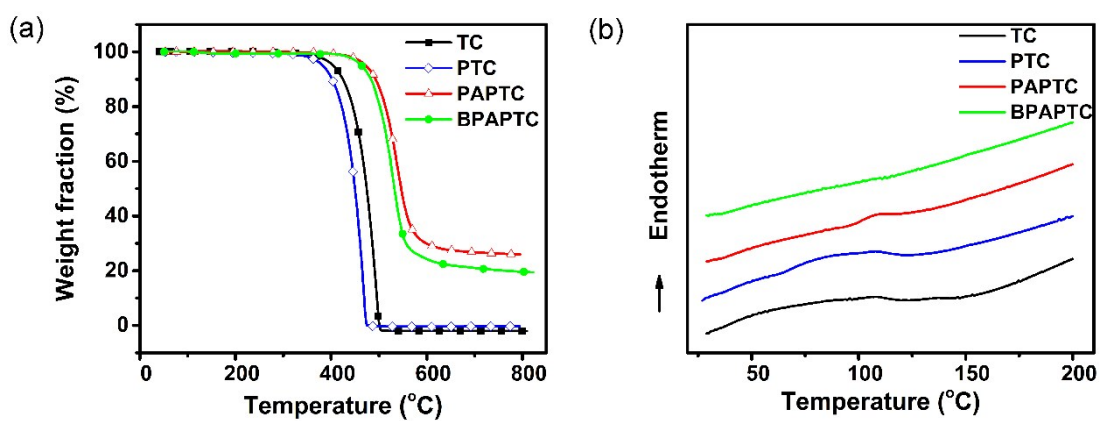 (a)
Weight fraction (%)
100
80
60
40
20
0
0 200 400 600 800
Temperature (°C)
TC
PTC
PAPTC
BPAPTC
(b)
Endotherm
TC
PTC
PAPTC
BPAPTC
50 100 150 200
Temperature (°C)